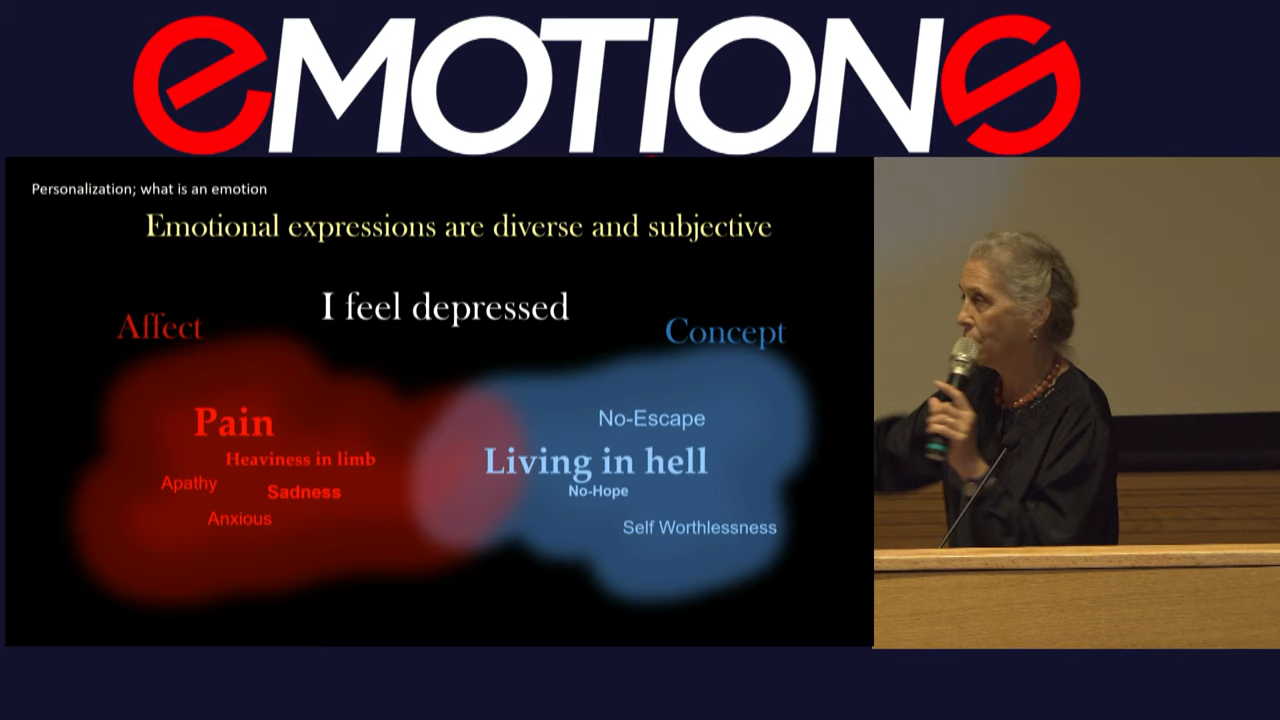 eMOTIONS
Personalization; what is an emotion
Emotional expressions are diverse and subjective
I feel depressed
Affect
Concept
Pain
No-Escape
Heaviness in limb
Living in hell
Apathy
Sadness
No-Hope
Anxious
Self Worthlessness